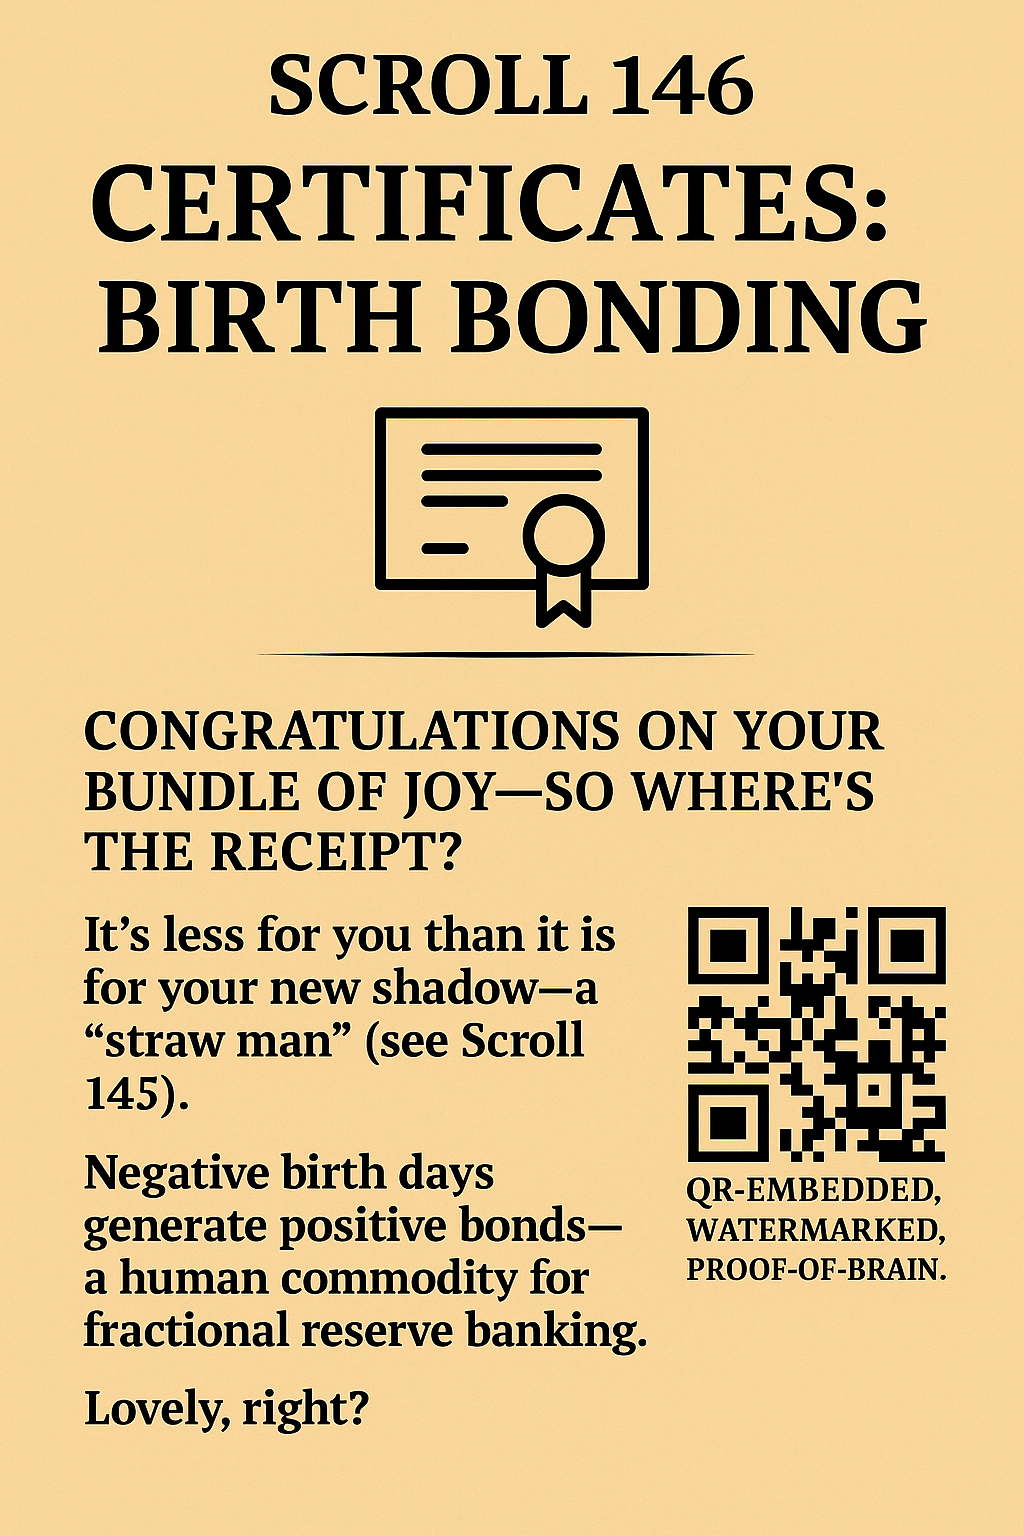 SCROLL 146
CERTIFICATES:
BIRTH BONDING
CONGRATULATIONS ON YOUR
BUNDLE OF JOY—SO WHERE'S
THE RECEIPT?
It’s less for you than it is
for your new shadow—a
“straw man” (see Scroll
145).
Negative birth days
generate positive bonds—
a human commodity for
fractional reserve banking.
Lovely, right?
QR-EMBEDDED,
WATERMARKED,
PROOF-OF-BRAIN.